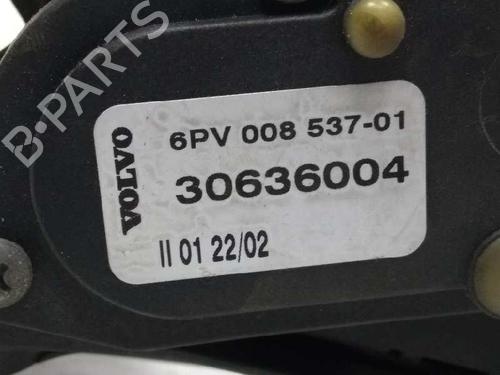 B-PARTS
VOLVO
6PV 008 537-01
30636004
II 01 22/02